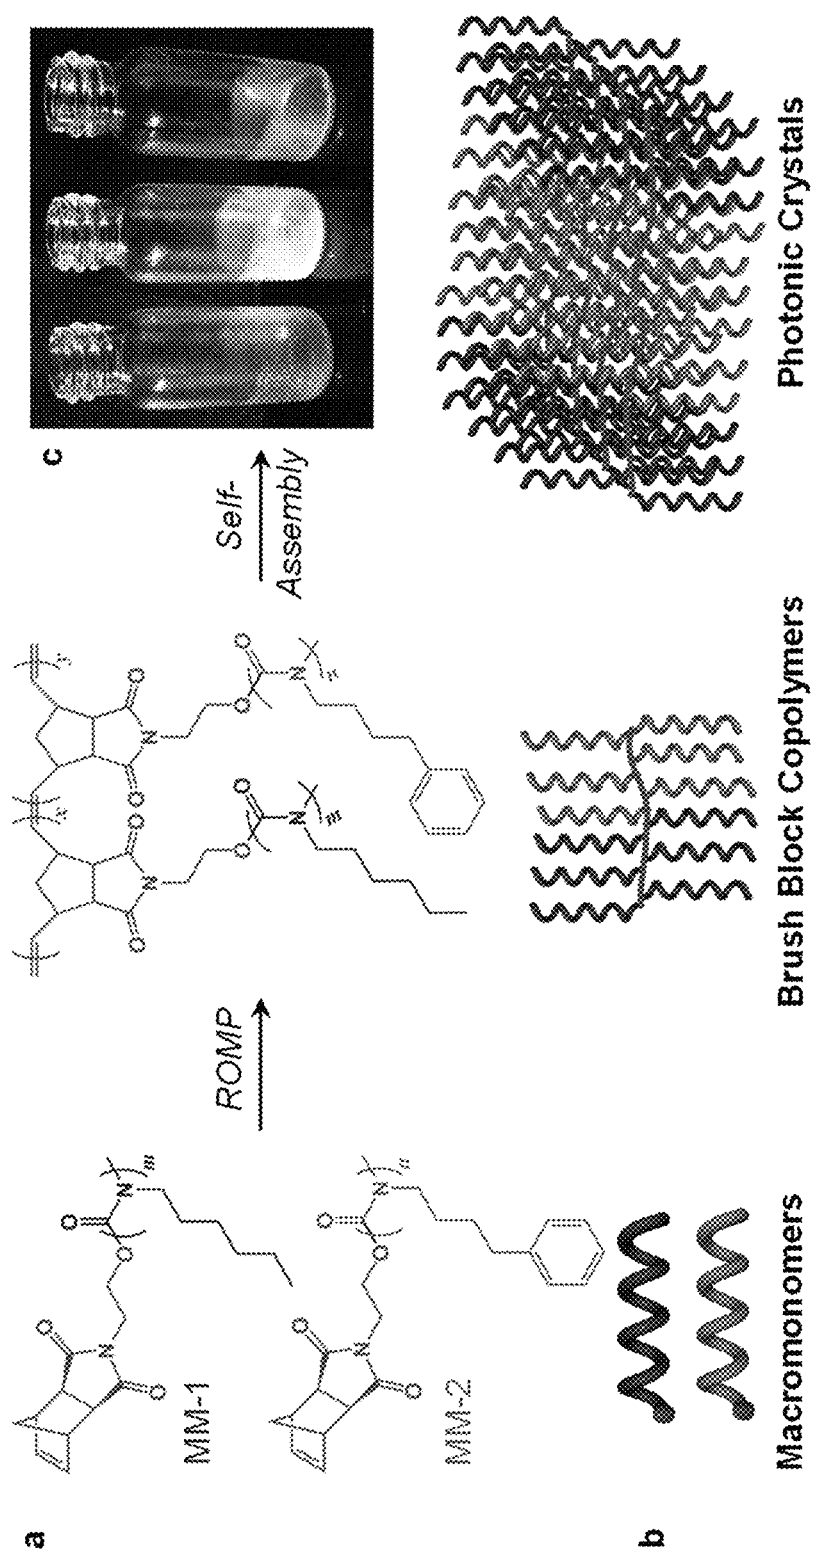 a
MM-1
MM-2
O
O
N
O
O
N
m
O
O
N
O
O
N
n
ROMP
x
y
O
O
O
O
N
N
O
O
O
O
N
N
m
Self-
Assembly
c
b
Macromonomers
Brush Block Copolymers
Photonic Crystals